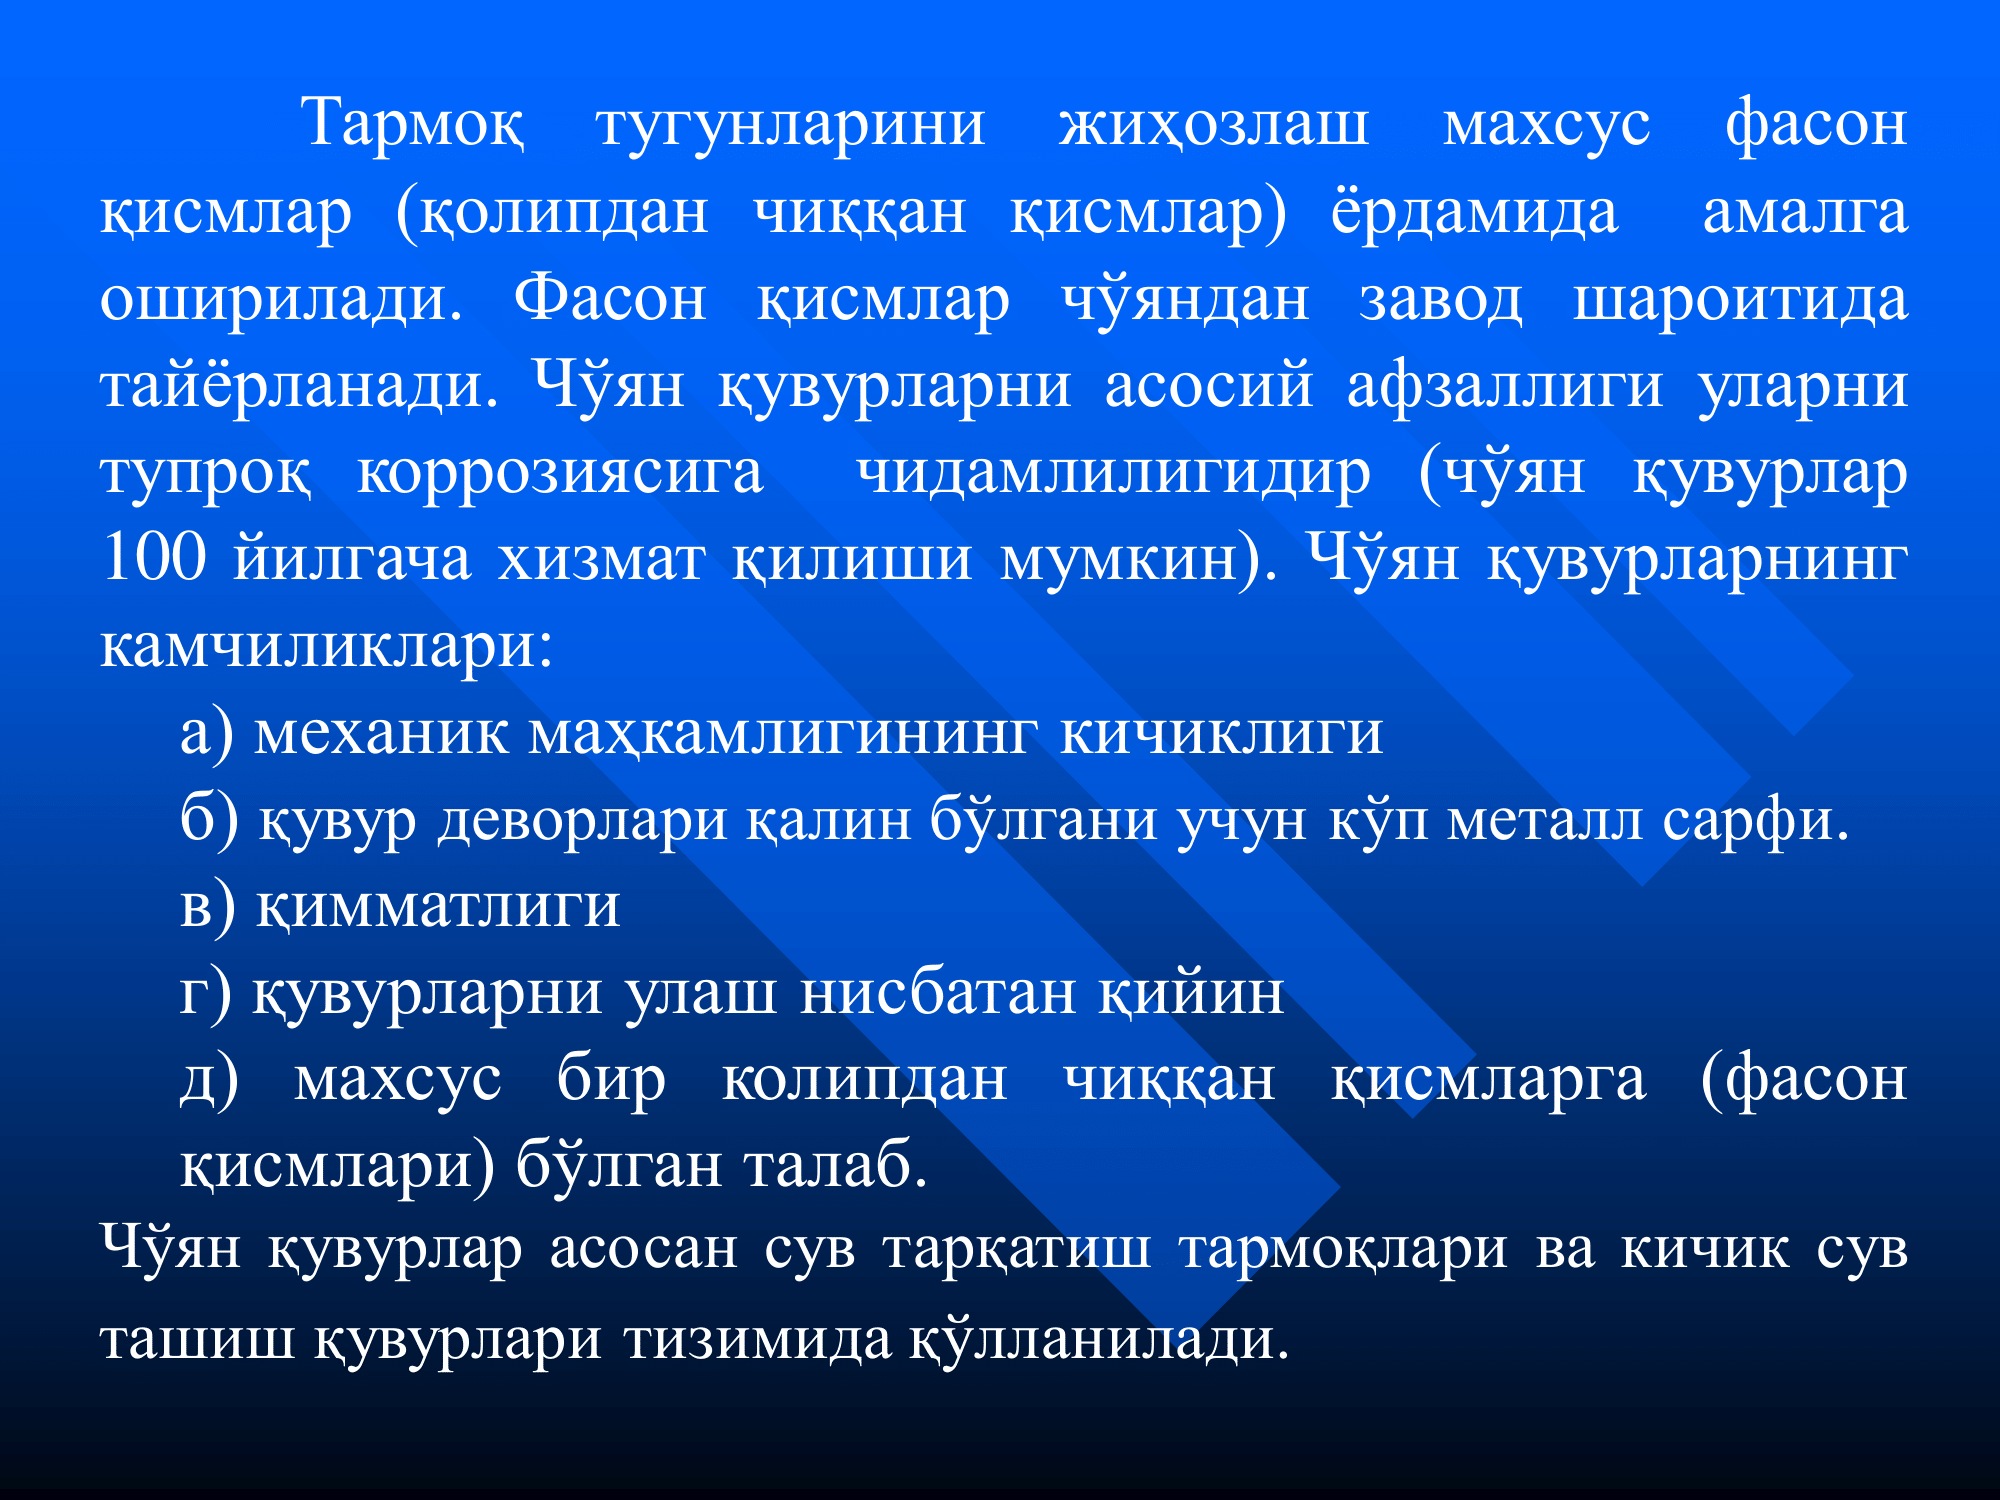 Тармоқ тугунларини жиҳозлаш махсус фасон
қисмлар (қолипдан чиққан қисмлар) ёрдамида амалга
оширилади. Фасон қисмлар чўяндан завод шароитида
тайёрланади. Чўян қувурларни асосий афзаллиги уларни
тупроқ коррозиясига чидамлилигидир (чўян қувурлар
100 йилгача хизмат қилиши мумкин). Чўян қувурларнинг
камчиликлари:
а) механик маҳкамлигининг кичиклиги
б) қувур деворлари қалин бўлгани учун кўп металл сарфи.
в) қимматлиги
г) қувурларни улаш нисбатан қийин
д) махсус бир колипдан чиққан қисмларга (фасон
қисмлари) бўлган талаб.
Чўян қувурлар асосан сув тарқатиш тармоқлари ва кичик сув
ташиш қувурлари тизимида қўлланилади.